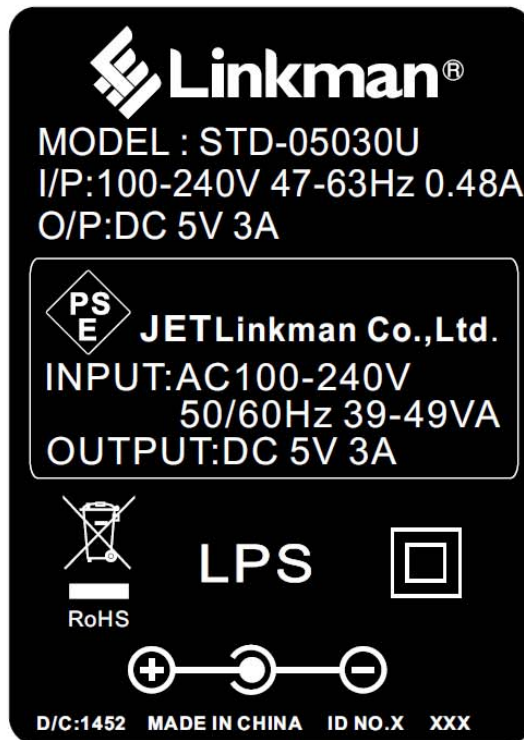 Linkman®
MODEL : STD-05030U
I/P:100-240V 47-63Hz 0.48A
O/P:DC 5V 3A
PS
E
JETLinkman Co.,Ltd.
INPUT:AC100-240V
50/60Hz 39-49VA
OUTPUT:DC 5V 3A
LPS
RoHS
D/C:1452 MADE IN CHINA ID NO.X XXX